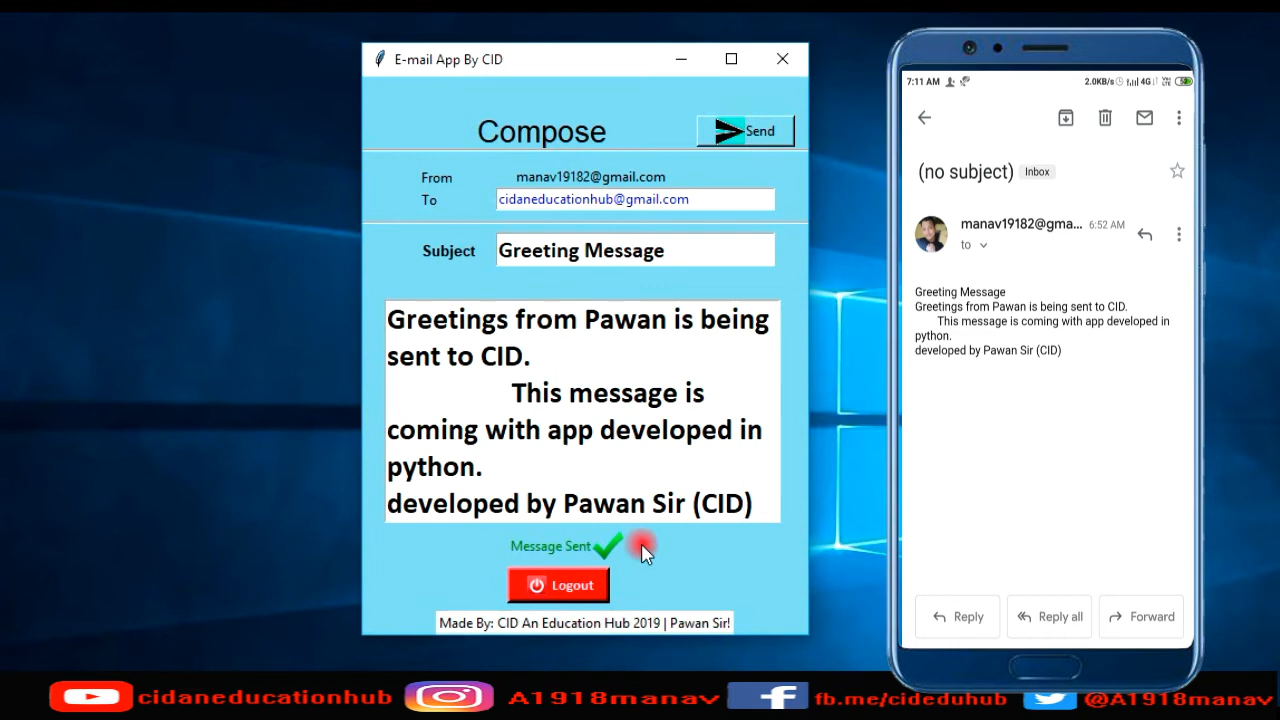 E-mail App By CID
Compose
Send
From manav19182@gmail.com
To cidaneducationhub@gmail.com
Subject Greeting Message
Greetings from Pawan is being
sent to CID.
This message is
coming with app developed in
python.
developed by Pawan Sir (CID)
Message Sent
Logout
Made By: CID An Education Hub 2019 | Pawan Sir!
7:11 AM 2.0KB/s 4G
(no subject) Inbox
manav19182@gma... 6:52 AM
to
Greeting Message
Greetings from Pawan is being sent to CID.
This message is coming with app developed in
python.
developed by Pawan Sir (CID)
Reply Reply all Forward
cidaneducationhub A1918manav fb.me/cideduhub @A1918manav